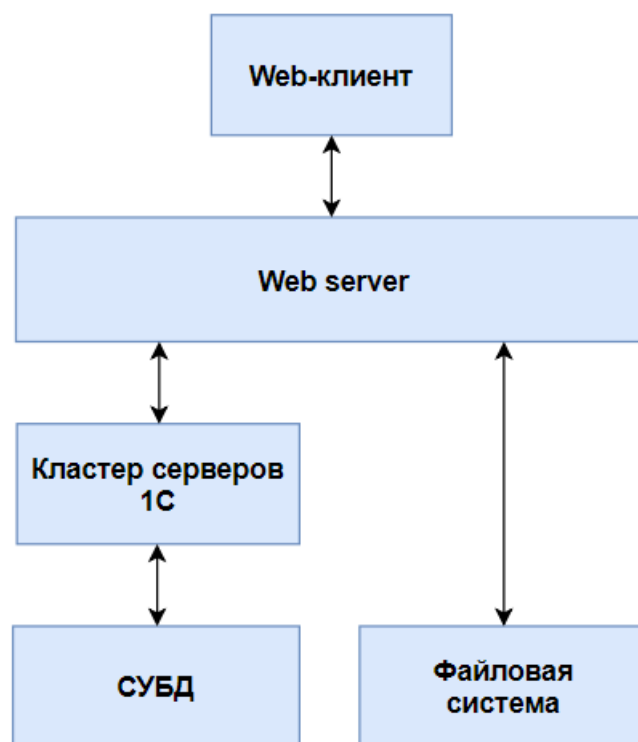 Web-клиент
Web server
Кластер серверов
1С
СУБД
Файловая
система